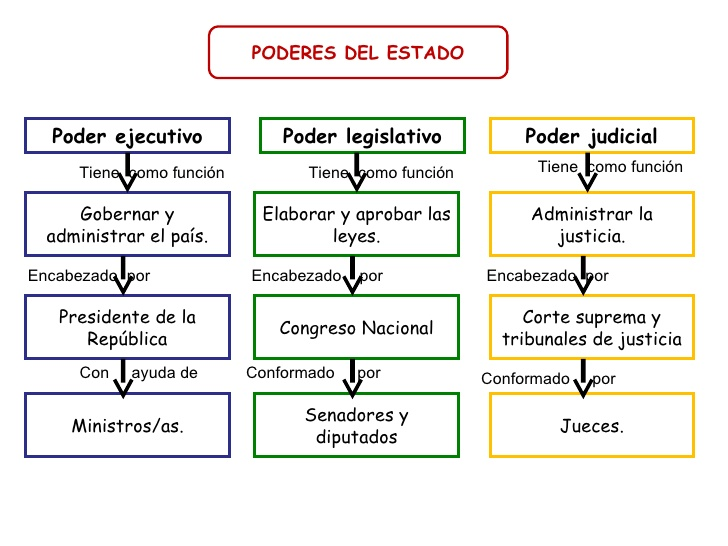 PODERES DEL ESTADO
Poder ejecutivo
Tiene como función
Gobernar y
administrar el país.
Encabezado por
Presidente de la
República
Con ayuda de
Ministros/as.
Poder legislativo
Tiene como función
Elaborar y aprobar las
leyes.
Encabezado por
Congreso Nacional
Conformado por
Senadores y
diputados
Poder judicial
Tiene como función
Administrar la
justicia.
Encabezado por
Corte suprema y
tribunales de justicia
Conformado por
Jueces.